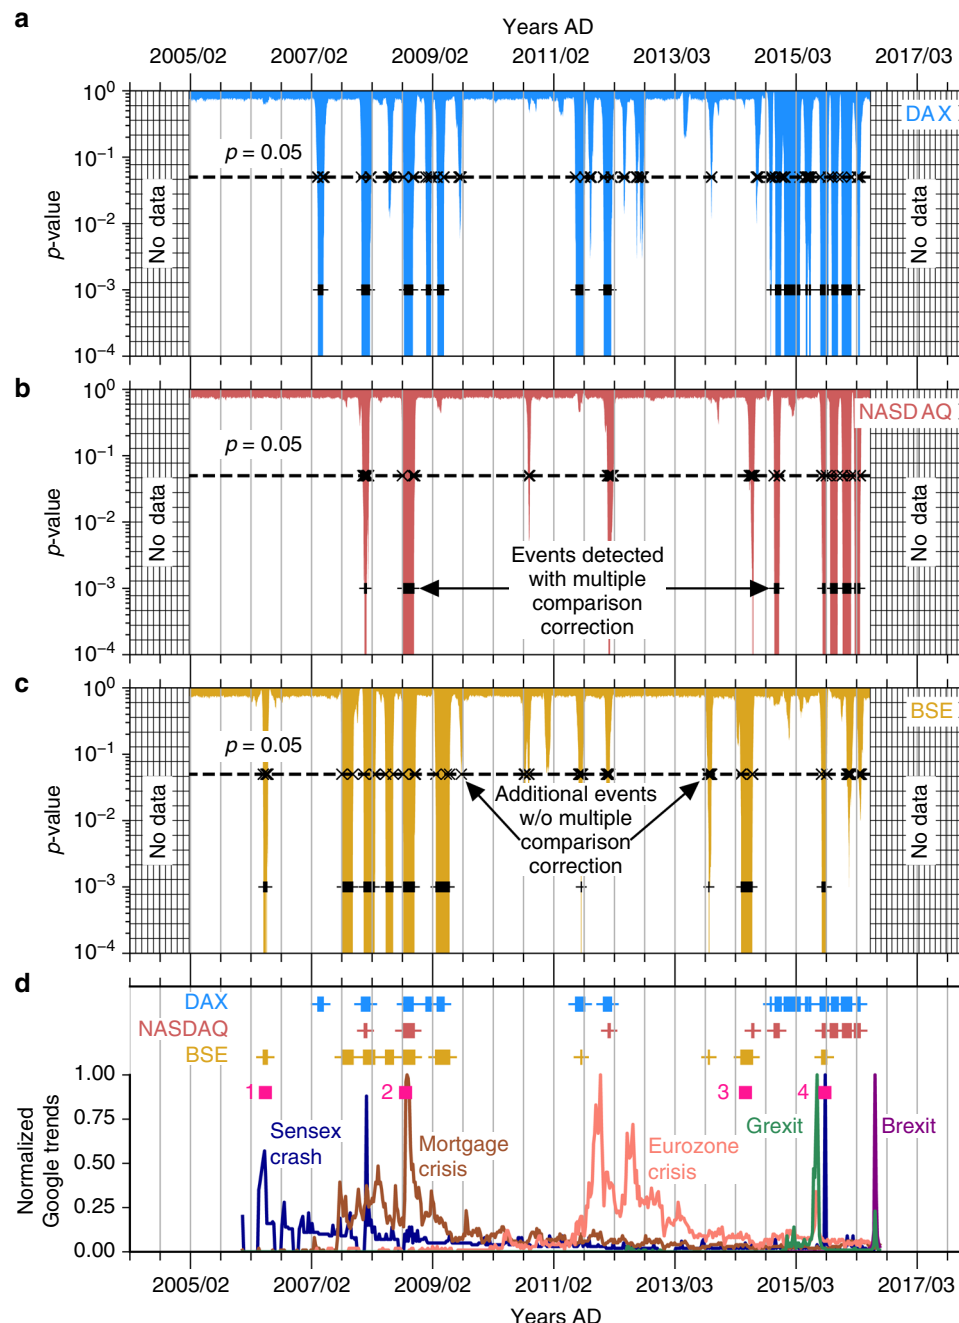 a
Years AD
2005/02 2007/02 2009/02 2011/02 2013/03 2015/03 2017/03
10⁰
DAX
p = 0.05
10⁻¹
p-value
No data
No data
10⁻²
10⁻³
10⁻⁴
b
10⁰
NASDAQ
p = 0.05
10⁻¹
p-value
No data
No data
10⁻²
Events detected
with multiple
comparison
correction
10⁻³
10⁻⁴
c
10⁰
BSE
p = 0.05
10⁻¹
p-value
No data
No data
Additional events
w/o multiple
comparison
correction
10⁻²
10⁻³
10⁻⁴
d
DAX
NASDAQ
BSE
Normalized
Google trends
1.00
0.75
0.50
0.25
0.00
1
2
3
4
Sensex
crash
Mortgage
crisis
Eurozone
crisis
Grexit
Brexit
2005/02 2007/02 2009/02 2011/02 2013/03 2015/03 2017/03
Years AD